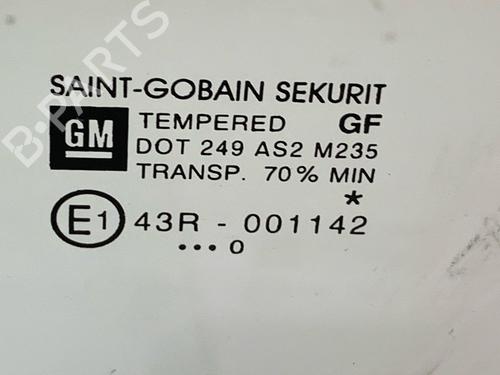 B-PARTS
SAINT-GOBAIN SEKURIT
GM TEMPERED GF
DOT 249 AS2 M235
TRANSP. 70% MIN
*
E1 43R - 001142
••• 0